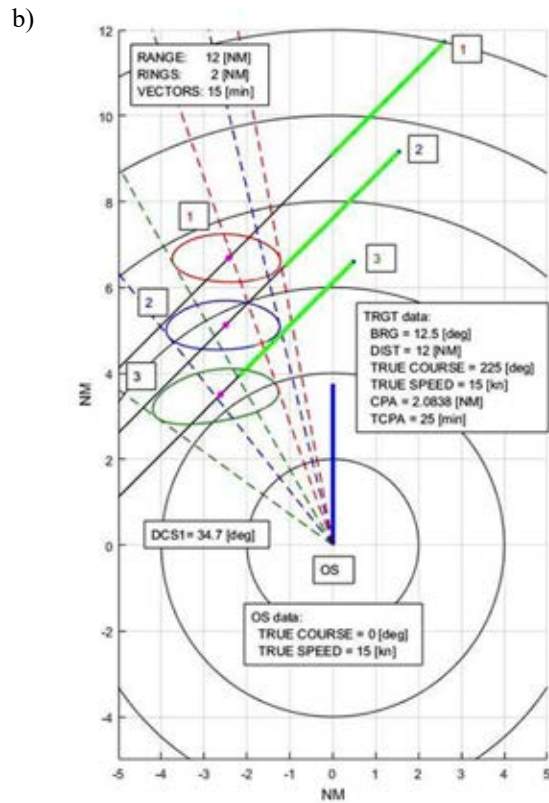 b)
12
RANGE: 12 [NM]
RINGS: 2 [NM]
VECTORS: 15 [min]
1
10
2
8
1
3
6
2
TRGT data:
BRG = 12.5 [deg]
DIST = 12 [NM]
TRUE COURSE = 225 [deg]
TRUE SPEED = 15 [kn]
CPA = 2.0838 [NM]
TCPA = 25 [min]
4
3
NM
2
DCS1= 34.7 [deg]
0
OS
OS data:
TRUE COURSE = 0 [deg]
TRUE SPEED = 15 [kn]
-2
-4
-5 -4 -3 -2 -1 0 1 2 3 4 5
NM